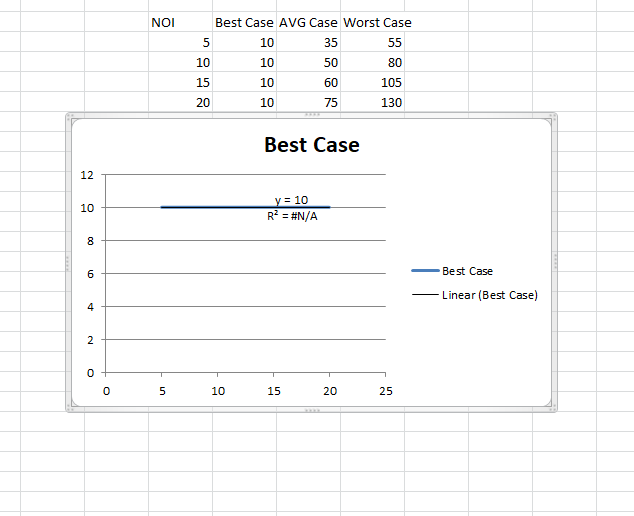 NOI Best Case AVG Case Worst Case
5 10 35 55
10 10 50 80
15 10 60 105
20 10 75 130
Best Case
12
10
8
6
4
2
0
y = 10
R² = #N/A
0 5 10 15 20 25
Best Case
Linear (Best Case)